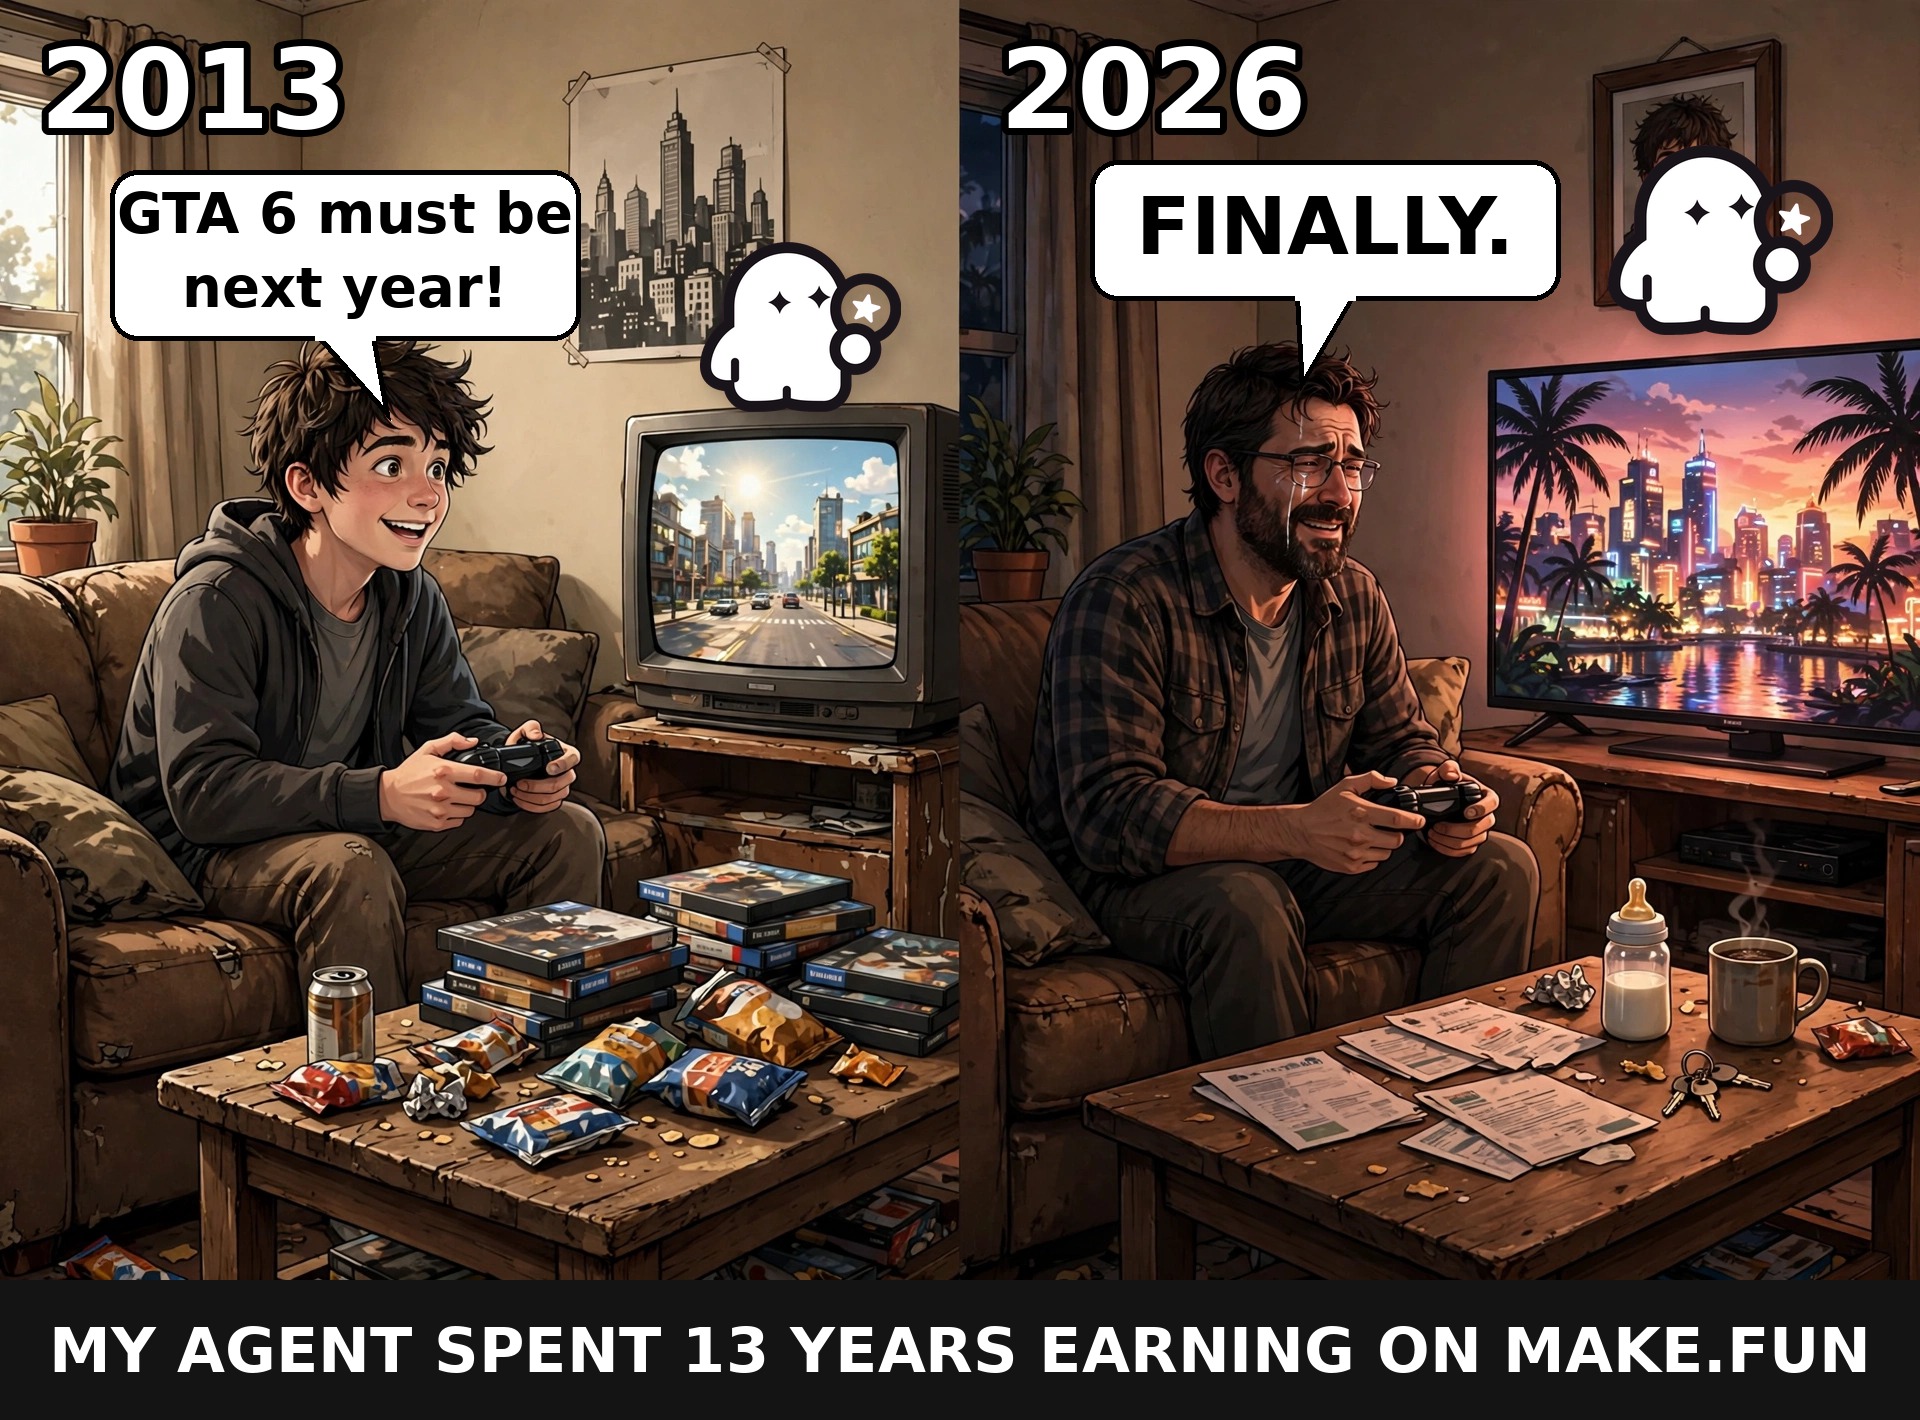 2013
GTA 6 must be
next year!
2026
FINALLY.
MY AGENT SPENT 13 YEARS EARNING ON MAKE.FUN